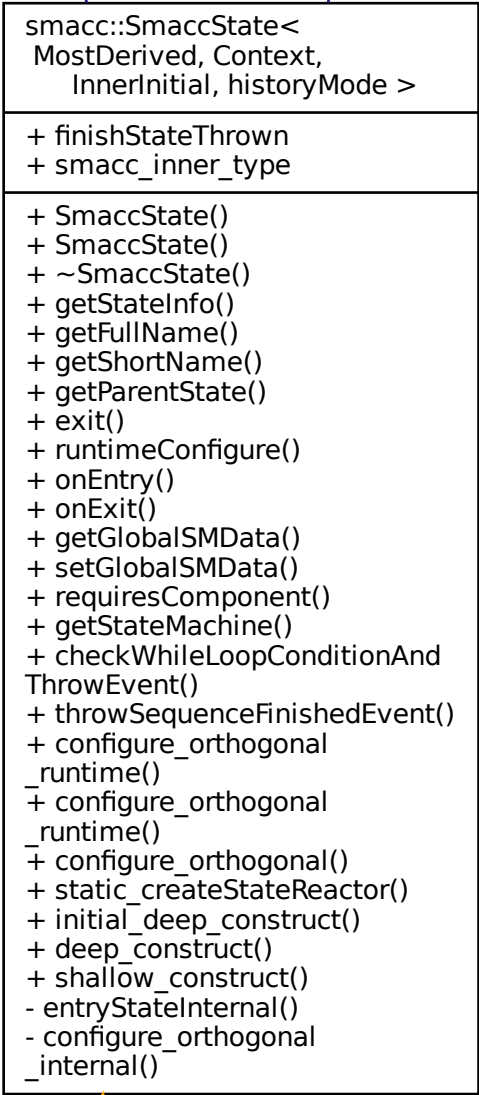 smacc::SmaccState<
MostDerived, Context,
InnerInitial, historyMode >
+ finishStateThrown
+ smacc_inner_type
+ SmaccState()
+ SmaccState()
+ ~SmaccState()
+ getStateInfo()
+ getFullName()
+ getShortName()
+ getParentState()
+ exit()
+ runtimeConfigure()
+ onEntry()
+ onExit()
+ getGlobalSMData()
+ setGlobalSMData()
+ requiresComponent()
+ getStateMachine()
+ checkWhileLoopConditionAnd
ThrowEvent()
+ throwSequenceFinishedEvent()
+ configure_orthogonal
_runtime()
+ configure_orthogonal
_runtime()
+ configure_orthogonal()
+ static_createStateReactor()
+ initial_deep_construct()
+ deep_construct()
+ shallow_construct()
- entryStateInternal()
- configure_orthogonal
_internal()